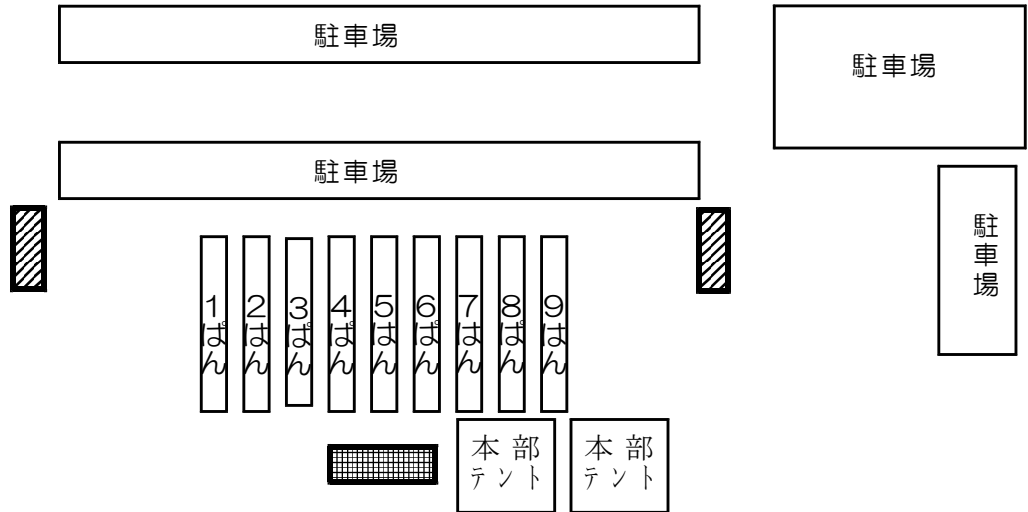 駐車場
駐車場
駐車場
駐車場
1ぱん
2はん
3ぱん
4ぱん
5はん
6ぱん
7はん
8ぱん
9はん
本部
テント
本部
テント